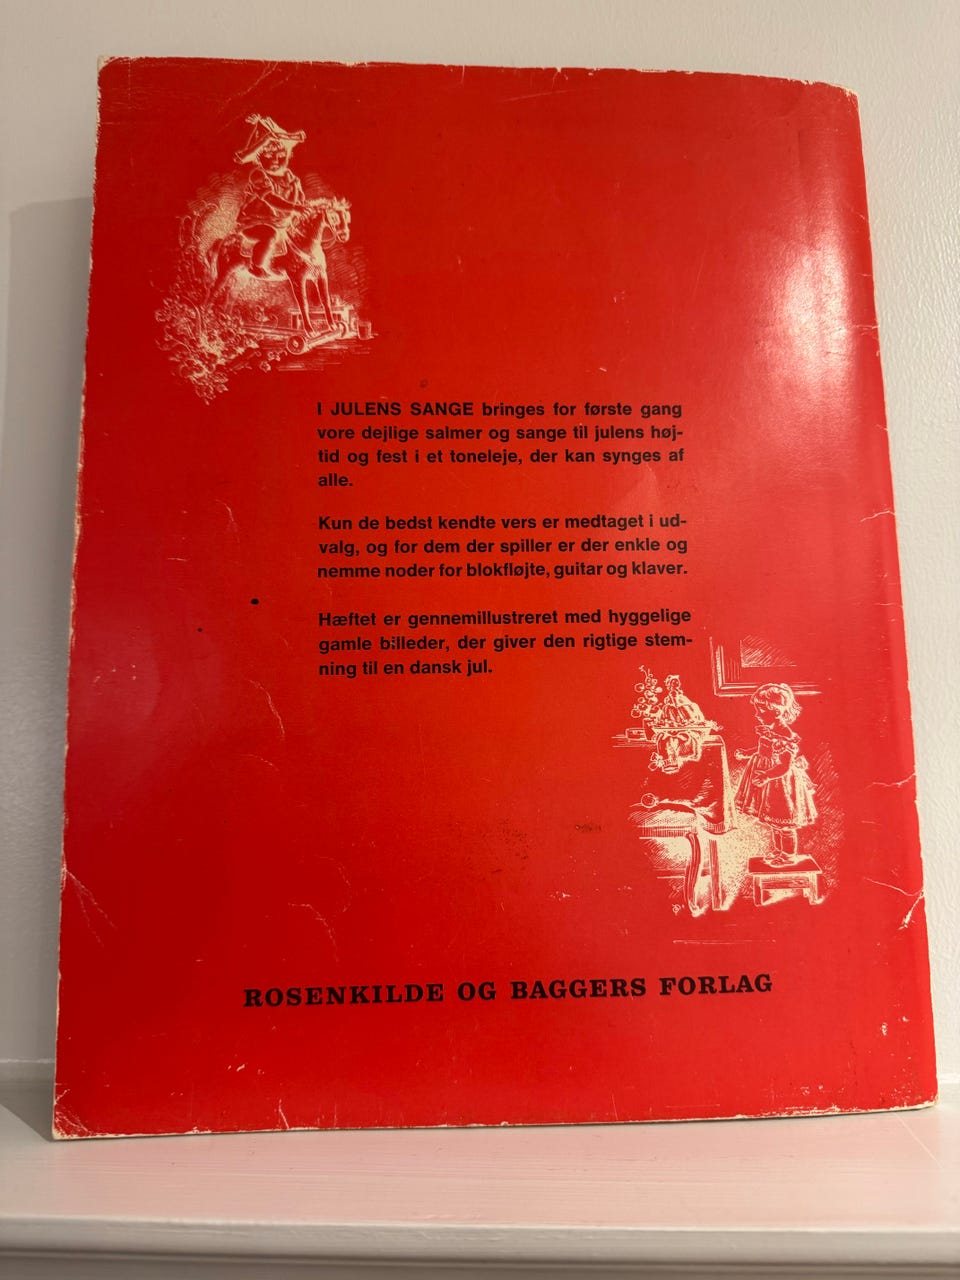 I JULENS SANGE bringes for første gang
vore dejlige salmer og sange til julens høj-
tid og fest i et toneleje, der kan synges af
alle.
Kun de bedst kendte vers er medtaget i ud-
valg, og for dem der spiller er der enkle og
nemme noder for blokfløjte, guitar og klaver.
Hæftet er gennemillustreret med hyggelige
gamle billeder, der giver den rigtige stem-
ning til en dansk jul.
ROSENKILDE OG BAGGERS FORLAG